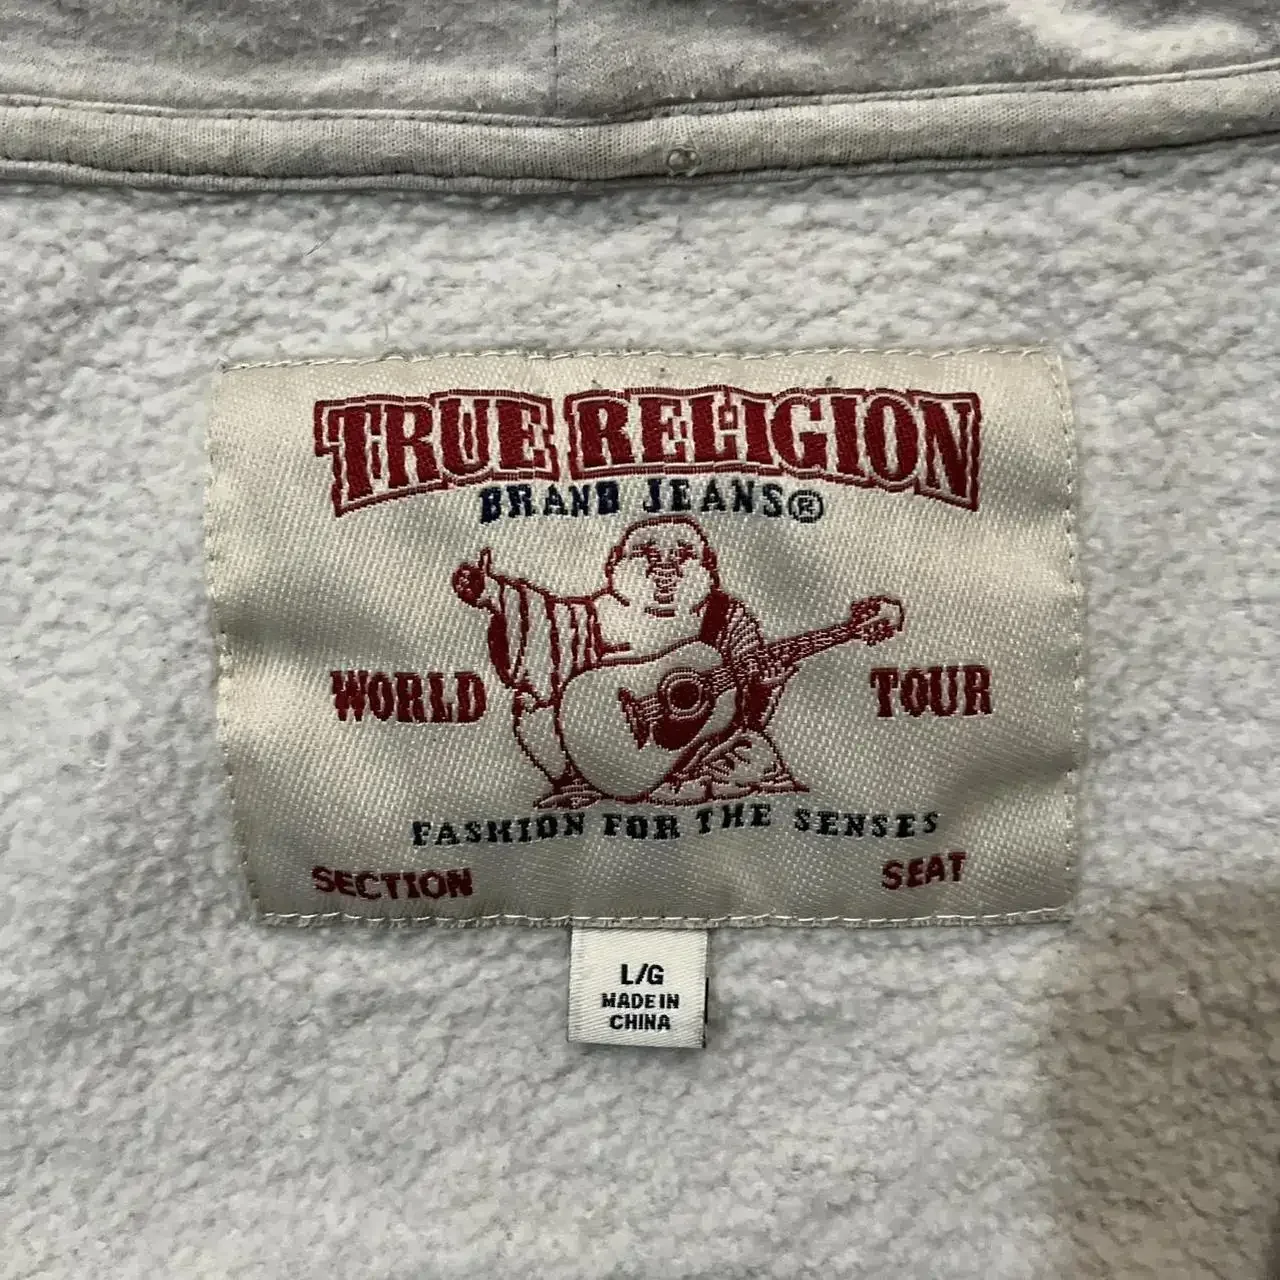 TRUE RELIGION
BRAND JEANS®
WORLD TOUR
FASHION FOR THE SENSES
SECTION SEAT
L/G
MADE IN
CHINA